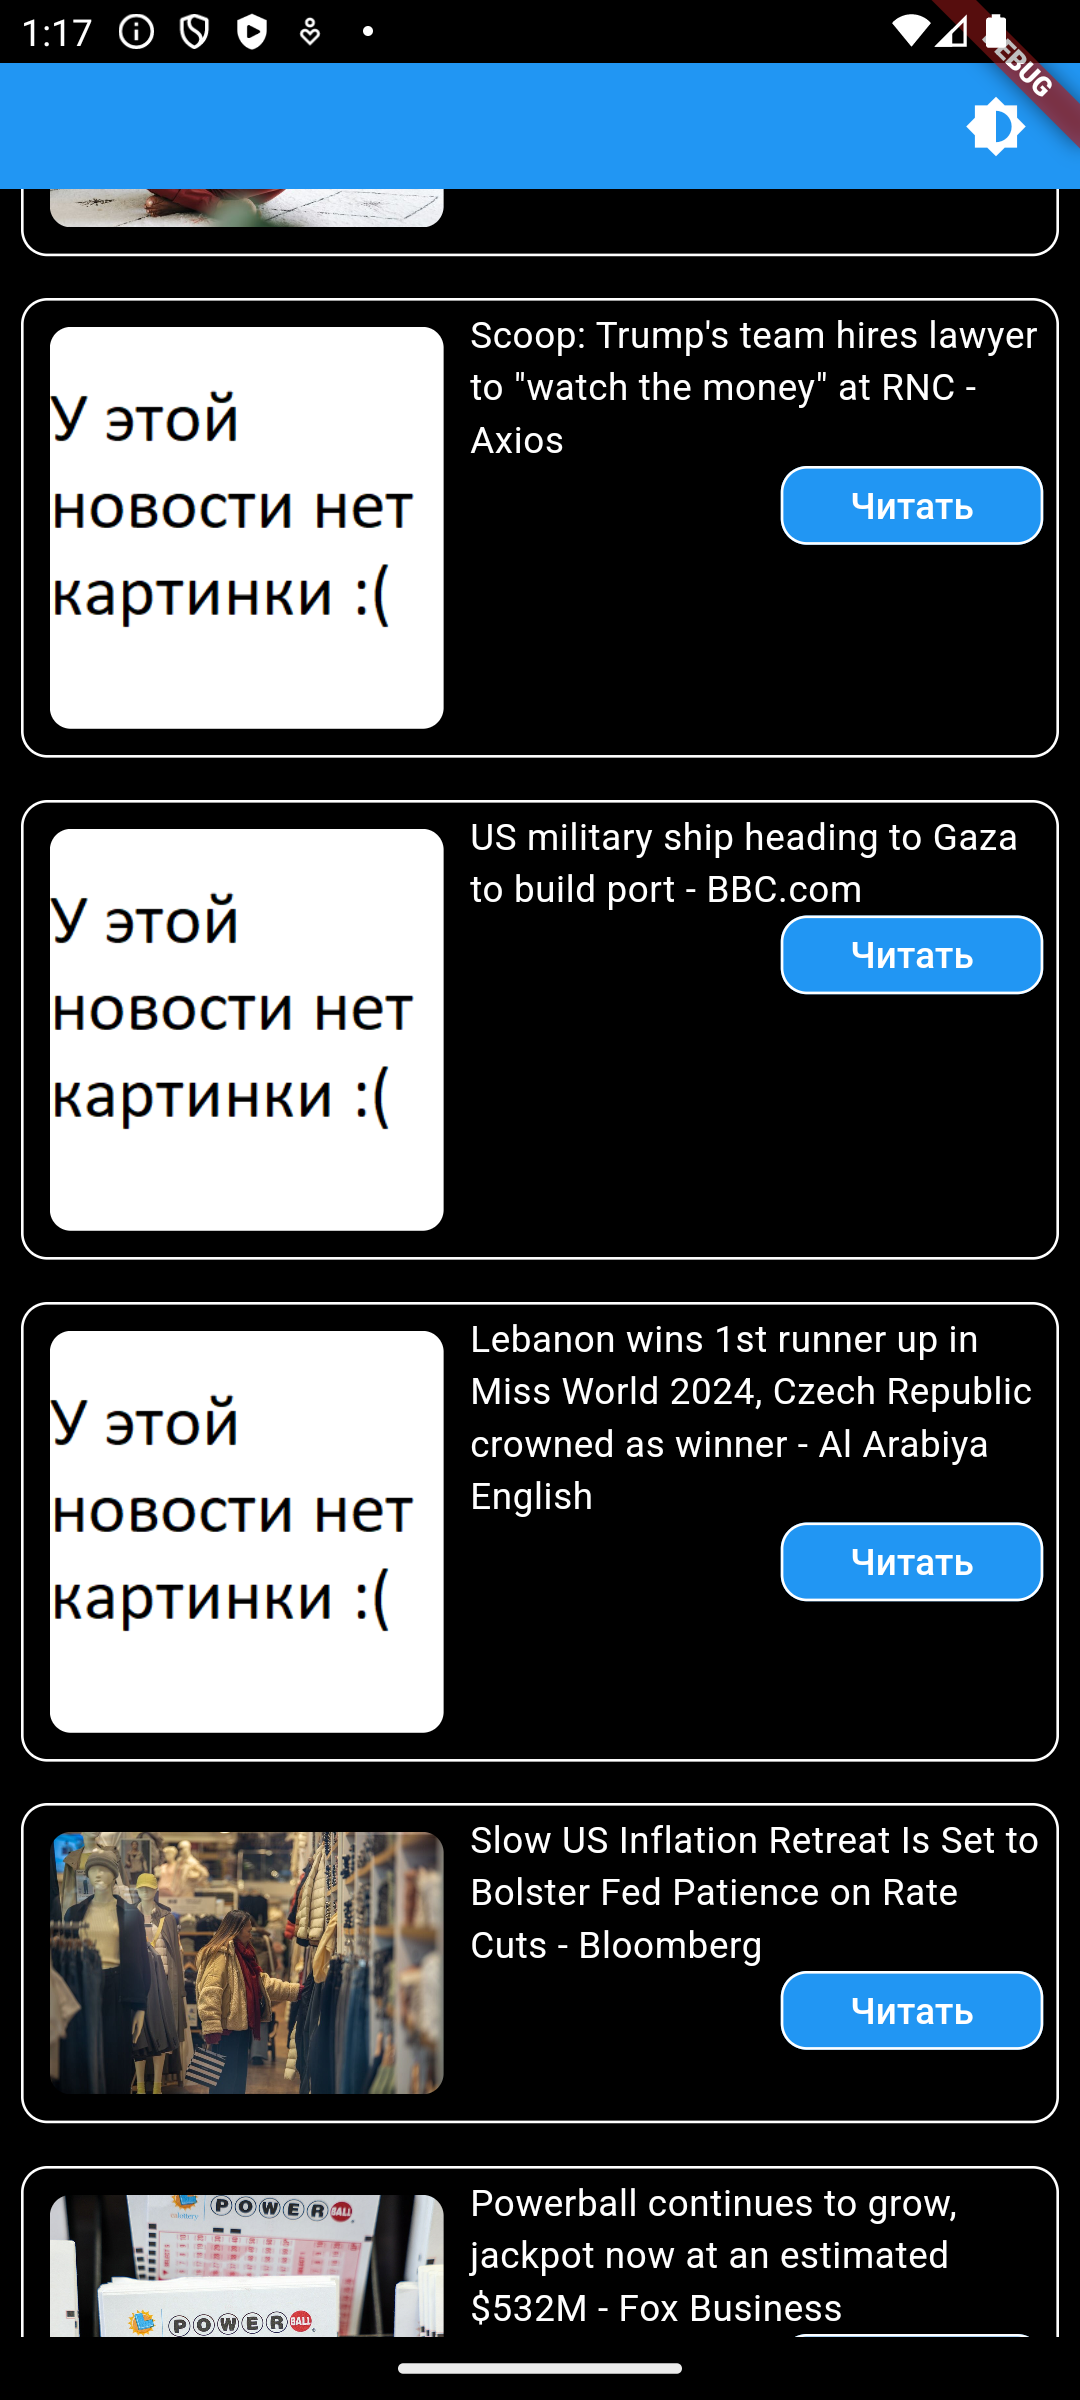 1:17
DEBUG
У этой
новости нет
картинки :(
Scoop: Trump's team hires lawyer
to "watch the money" at RNC -
Axios
Читать
У этой
новости нет
картинки :(
US military ship heading to Gaza
to build port - BBC.com
Читать
У этой
новости нет
картинки :(
Lebanon wins 1st runner up in
Miss World 2024, Czech Republic
crowned as winner - Al Arabiya
English
Читать
Slow US Inflation Retreat Is Set to
Bolster Fed Patience on Rate
Cuts - Bloomberg
Читать
POWERBALL
POWERBALL
Powerball continues to grow,
jackpot now at an estimated
$532M - Fox Business